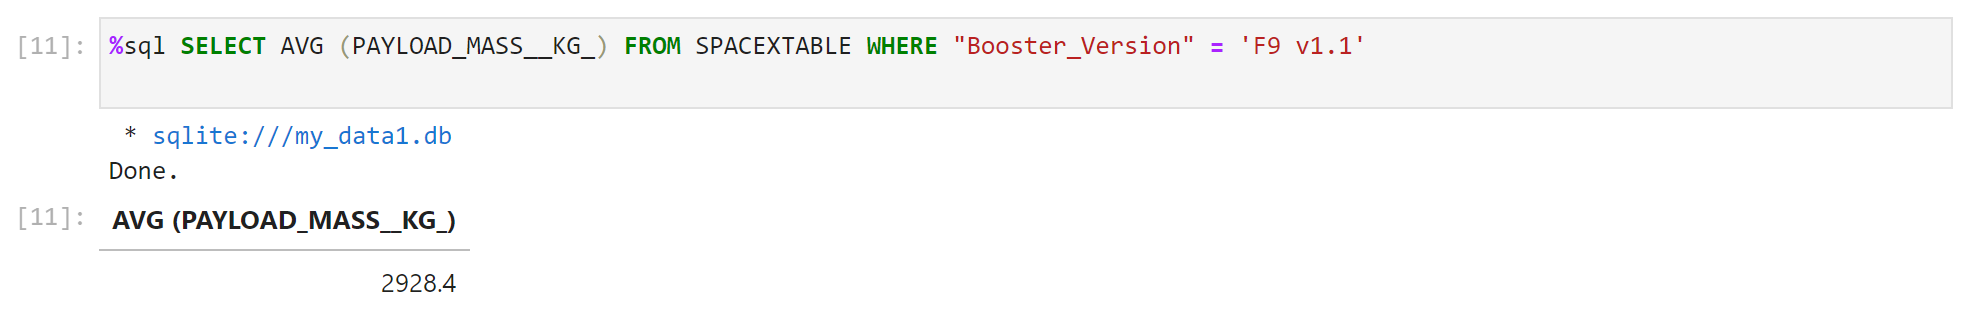 [11]: %sql SELECT AVG (PAYLOAD_MASS__KG_) FROM SPACEXTABLE WHERE "Booster_Version" = 'F9 v1.1'
* sqlite:///my_data1.db
Done.
[11]: AVG (PAYLOAD_MASS__KG_)
2928.4